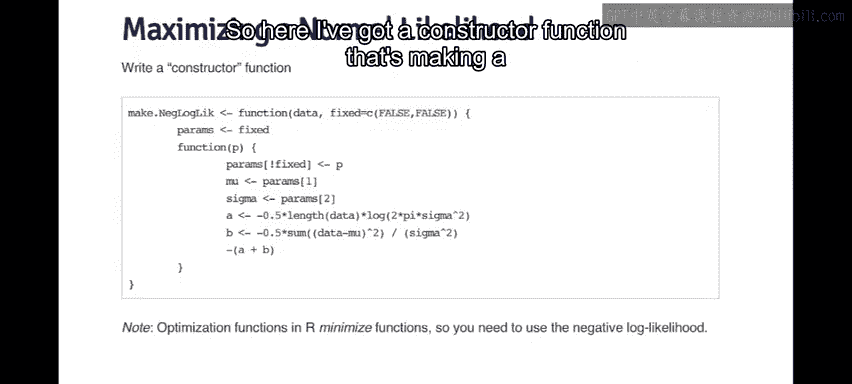 Maximizing a Normal Likelihood
So here I've got a constructor function
that's making a
Write a “constructor” function
make.NegLogLik <- function(data, fixed=c(FALSE,FALSE)) {
params <- fixed
function(p) {
params[!fixed] <- p
mu <- params[1]
sigma <- params[2]
a <- -0.5*length(data)*log(2*pi*sigma^2)
b <- -0.5*sum((data-mu)^2) / (sigma^2)
-(a + b)
}
}
Note: Optimization functions in R minimize functions, so you need to use the negative log-likelihood.